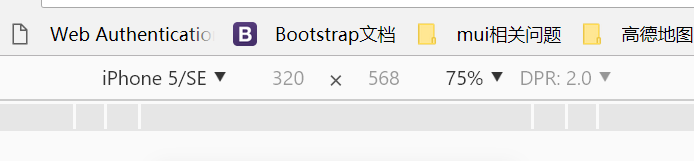 Web Authentication B Bootstrap文档 mui相关问题 高德地图
iPhone 5/SE 320 × 568 75% DPR: 2.0